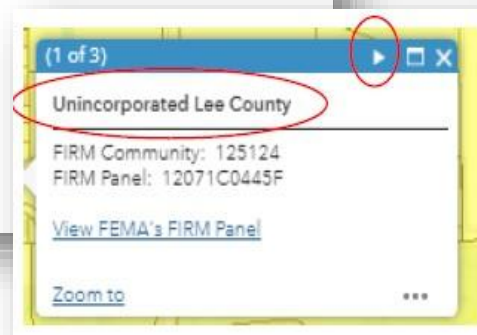 (1 of 3)
Unincorporated Lee County
FIRM Community: 125124
FIRM Panel: 12071C0445F
View FEMA's FIRM Panel
Zoom to